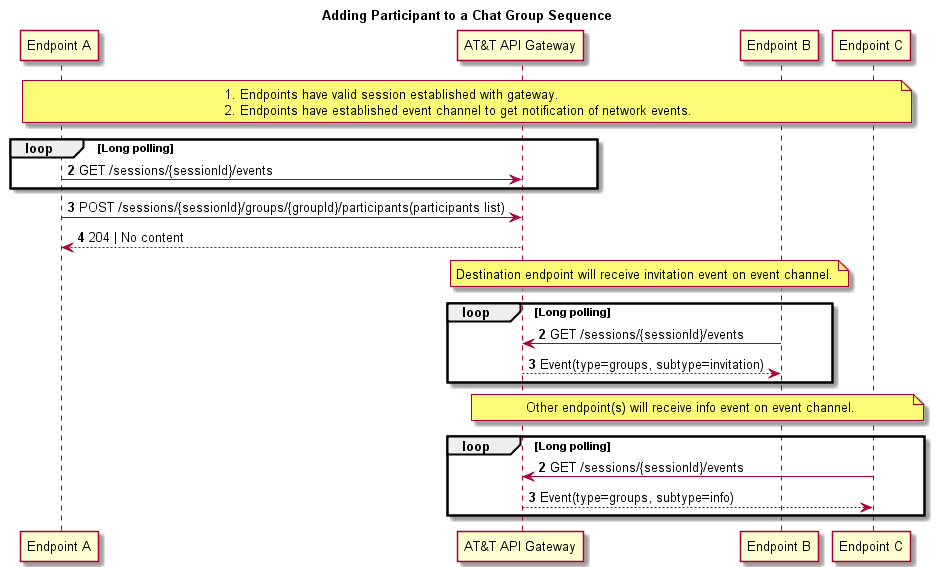 Adding Participant to a Chat Group Sequence
Endpoint A
AT&T API Gateway
Endpoint B
Endpoint C
1. Endpoints have valid session established with gateway.
2. Endpoints have established event channel to get notification of network events.
loop [Long polling]
2 GET /sessions/{sessionId}/events
3 POST /sessions/{sessionId}/groups/{groupId}/participants(participants list)
4 204 | No content
Destination endpoint will receive invitation event on event channel.
loop [Long polling]
2 GET /sessions/{sessionId}/events
3 Event(type=groups, subtype=invitation)
Other endpoint(s) will receive info event on event channel.
loop [Long polling]
2 GET /sessions/{sessionId}/events
3 Event(type=groups, subtype=info)
Endpoint A
AT&T API Gateway
Endpoint B
Endpoint C